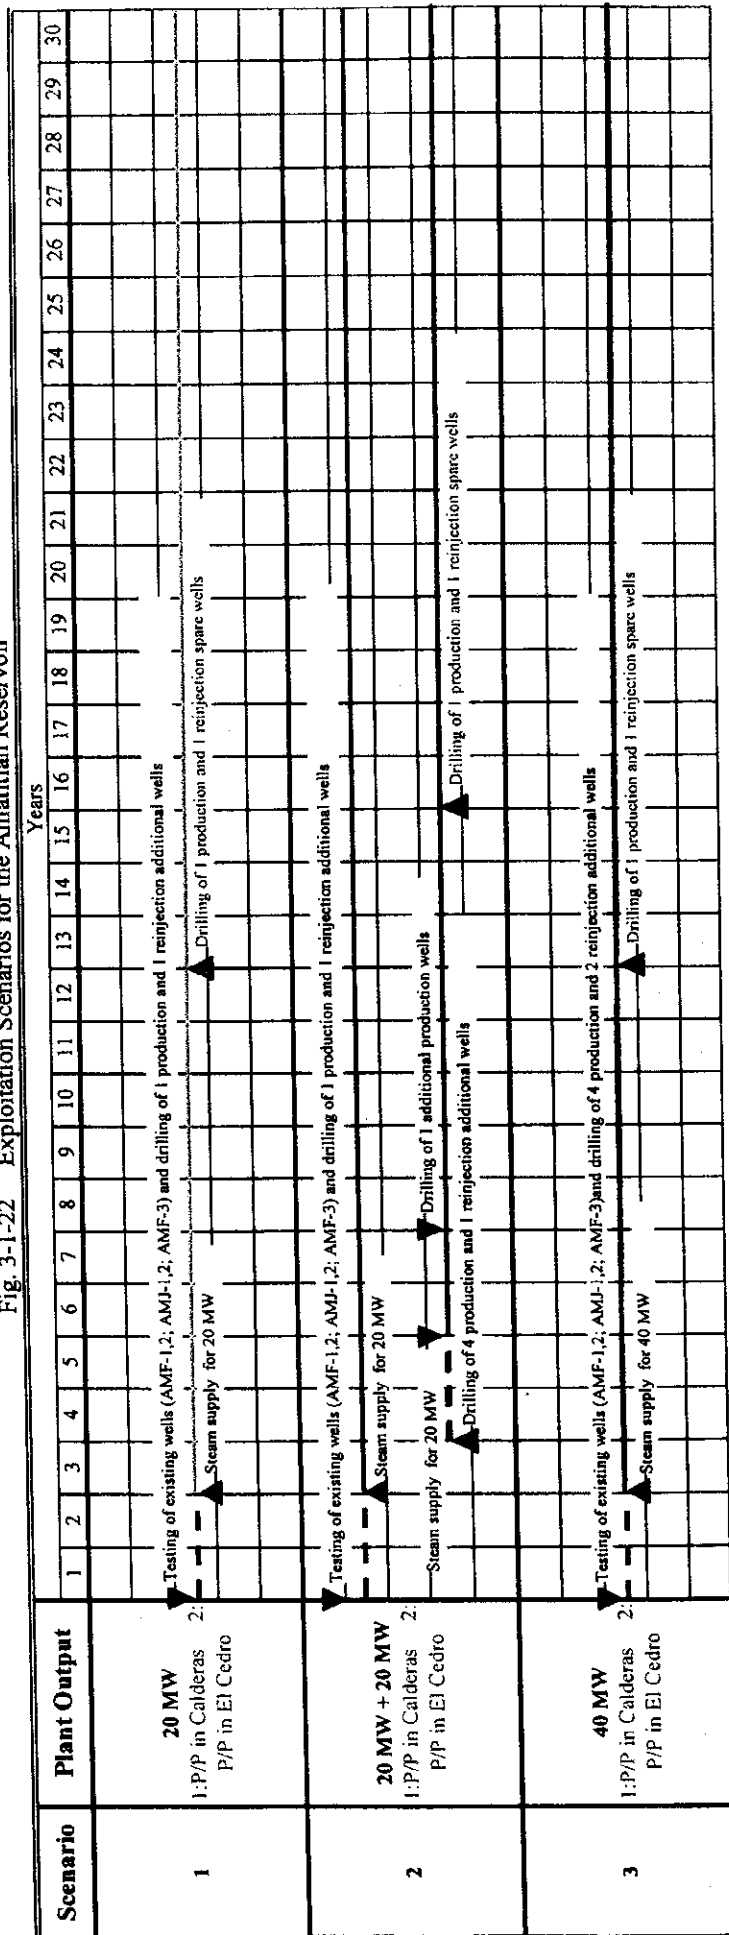 Fig. 3-1-22 Exploitation Scenarios for the Amatitlan Reservoir
Scenario Plant Output Years
1 2 3 4 5 6 7 8 9 10 11 12 13 14 15 16 17 18 19 20 21 22 23 24 25 26 27 28 29 30
1
20 MW
1:P/P in Calderas 2:
P/P in El Cedro
Testing of existing wells (AMF-1,2; AMJ-1,2; AMF-3) and drilling of 1 production and 1 reinjection additional wells
Drilling of 1 production and 1 reinjection spare wells
Steam supply for 20 MW
2
20 MW + 20 MW
1:P/P in Calderas 2:
P/P in El Cedro
Testing of existing wells (AMF-1,2; AMJ-1,2; AMF-3) and drilling of 1 production and 1 reinjection additional wells
Steam supply for 20 MW
Drilling of 1 additional production wells
Steam supply for 20 MW
Drilling of 1 production and 1 reinjection spare wells
Drilling of 4 production and 1 reinjection additional wells
3
40 MW
1:P/P in Calderas 2:
P/P in El Cedro
Testing of existing wells (AMF-1,2; AMJ-1,2; AMF-3)and drilling of 4 production and 2 reinjection additional wells
Drilling of 1 production and 1 reinjection spare wells
Steam supply for 40 MW